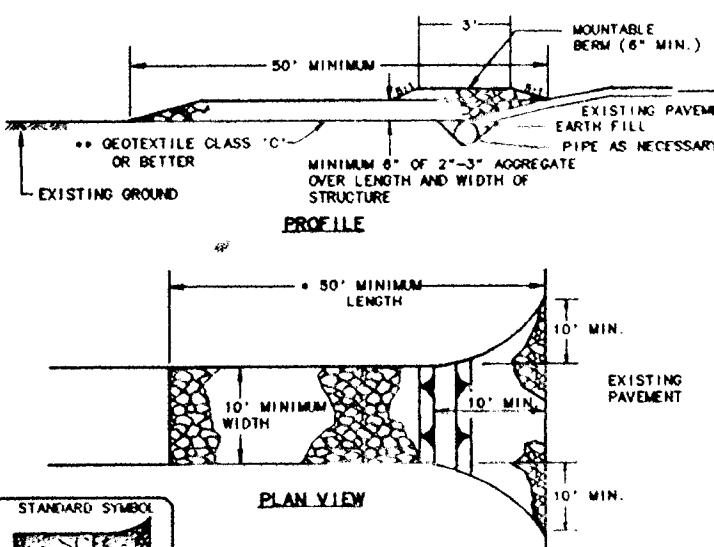 3'
MOUNTABLE
BERM (6" MIN.)
50' MINIMUM
EXISTING PAVEME
EARTH FILL
PIPE AS NECESSARY
** GEOTEXTILE CLASS 'C'
OR BETTER
MINIMUM 6" OF 2"-3" AGGREGATE
OVER LENGTH AND WIDTH OF
STRUCTURE
EXISTING GROUND
PROFILE
* 50' MINIMUM
LENGTH
10' MIN.
EXISTING
PAVEMENT
10' MINIMUM
WIDTH
10' MIN
10' MIN.
PLAN VIEW
STANDARD SYMBOL